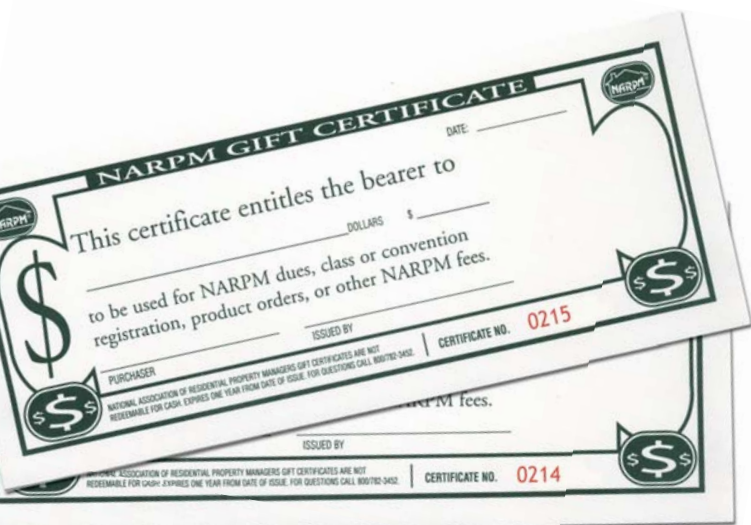 NARPM GIFT CERTIFICATE
NARPM
DATE:
NARPM
This certificate entitles the bearer to
DOLLARS $
$
to be used for NARPM dues, class or convention
registration, product orders, or other NARPM fees.
PURCHASER ISSUED BY
NATIONAL ASSOCIATION OF RESIDENTIAL PROPERTY MANAGERS GIFT CERTIFICATES ARE NOT
REDEEMABLE FOR CASH. EXPIRES ONE YEAR FROM DATE OF ISSUE. FOR QUESTIONS CALL 800/782-3452.
CERTIFICATE NO. 0215
$ $ $
$ $ $
fees.
ISSUED BY
ASSOCIATION OF RESIDENTIAL PROPERTY MANAGERS GIFT CERTIFICATES ARE NOT
REDEEMABLE FOR CASH. EXPIRES ONE YEAR FROM DATE OF ISSUE. FOR QUESTIONS CALL 800/782-3452.
CERTIFICATE NO. 0214
$ $ $